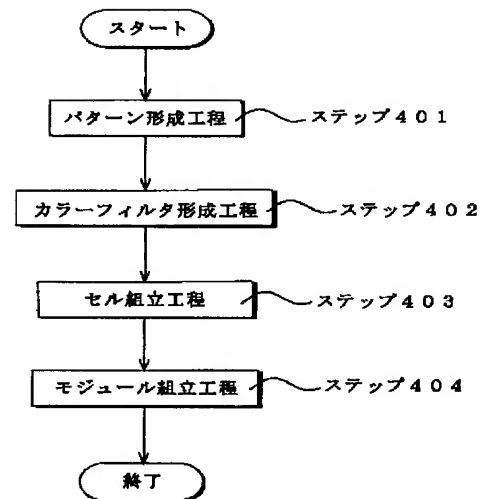 スタート
パターン形成工程 ステップ401
カラーフィルタ形成工程 ステップ402
セル組立工程 ステップ403
モジュール組立工程 ステップ404
終了